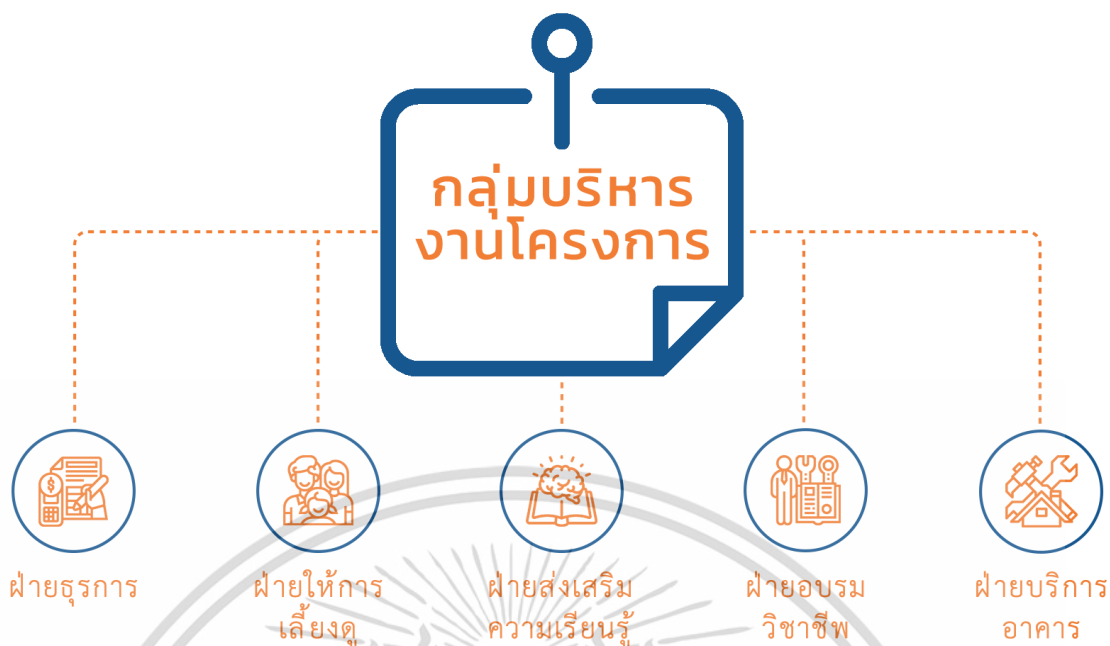 กลุ่มบริหาร
งานโครงการ
ฝ่ายธุรการ
ฝ่ายให้การ
เลี้ยงดู
ฝ่ายส่งเสริม
ความเรียนรู้
ฝ่ายอบรม
วิชาชีพ
ฝ่ายบริการ
อาคาร